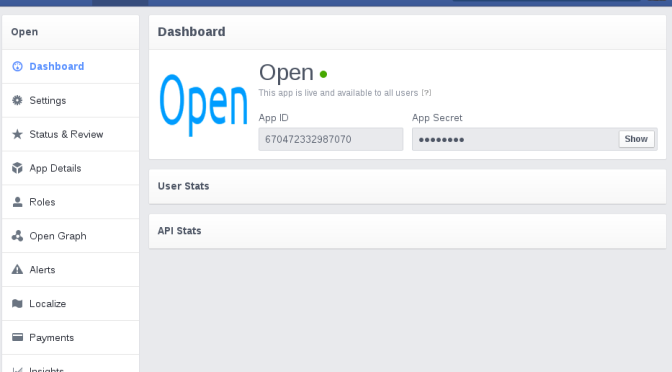 Open
Dashboard
Settings
Status & Review
App Details
Roles
Open Graph
Alerts
Localize
Payments
Insights
Dashboard
Open
Open
This app is live and available to all users [?]
App ID
App Secret
670472332987070
●●●●●●●●
Show
User Stats
API Stats